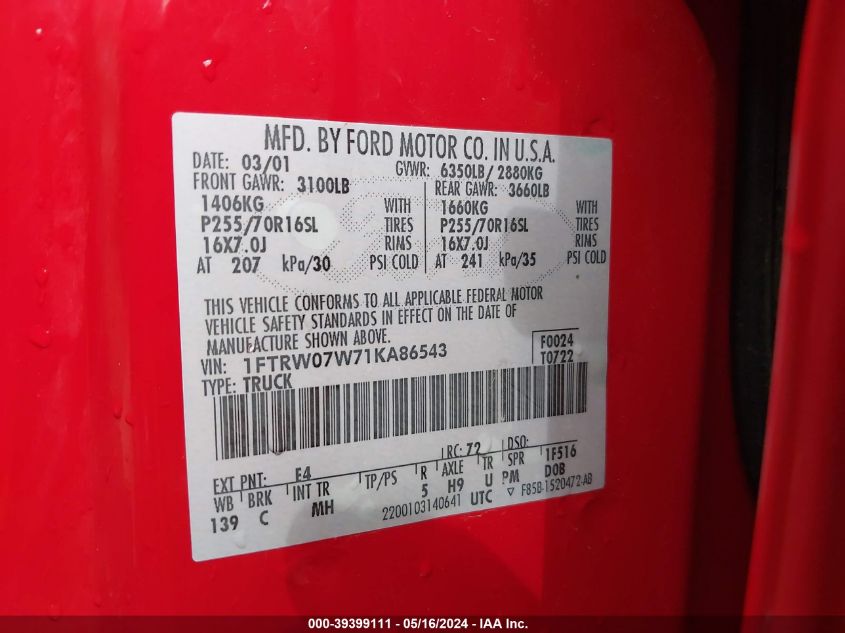 MFD. BY FORD MOTOR CO. IN U.S.A.
DATE: 03/01 GVWR: 6350LB/ 2880KG
FRONT GAWR: 3100LB REAR GAWR: 3660LB
1406KG WITH 1660KG WITH
P255/70R16SL TIRES P255/70R16SL TIRES
16X7.0J RIMS 16X7.0J RIMS
AT 207 kPa/30 PSI COLD AT 241 kPa/35 PSI COLD
THIS VEHICLE CONFORMS TO ALL APPLICABLE FEDERAL MOTOR
VEHICLE SAFETY STANDARDS IN EFFECT ON THE DATE OF
MANUFACTURE SHOWN ABOVE.
VIN: 1FTRW07W71KA86543 F0024
TYPE: TRUCK T0722
EXT PNT: E4 RC: 72 DSO: 1F516
WB BRK INT TR TP/PS R AXLE TR SPR DOB
139 C MH 5 H9 U PM
2200103140641 UTC ▽ F85B-1520472-AB
000-39399111 - 05/16/2024 - IAA Inc.